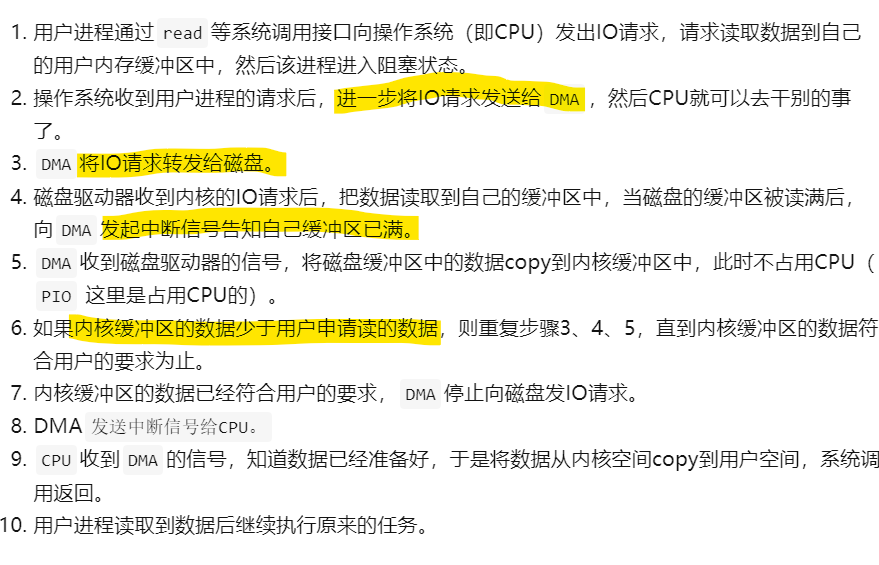 1. 用户进程通过 read 等系统调用接口向操作系统（即CPU）发出IO请求，请求读取数据到自己
的用户内存缓冲区中，然后该进程进入阻塞状态。
2. 操作系统收到用户进程的请求后，进一步将IO请求发送给 DMA ，然后CPU就可以去干别的事
了。
3. DMA 将IO请求转发给磁盘。
4. 磁盘驱动器收到内核的IO请求后，把数据读取到自己的缓冲区中，当磁盘的缓冲区被读满后，
向 DMA 发起中断信号告知自己缓冲区已满。
5. DMA 收到磁盘驱动器的信号，将磁盘缓冲区中的数据copy到内核缓冲区中，此时不占用CPU（
PIO 这里是占用CPU的）。
6. 如果内核缓冲区的数据少于用户申请读的数据，则重复步骤3、4、5，直到内核缓冲区的数据符
合用户的要求为止。
7. 内核缓冲区的数据已经符合用户的要求， DMA 停止向磁盘发IO请求。
8. DMA 发送中断信号给CPU。
9. CPU 收到 DMA 的信号，知道数据已经准备好，于是将数据从内核空间copy到用户空间，系统调
用返回。
10. 用户进程读取到数据后继续执行原来的任务。